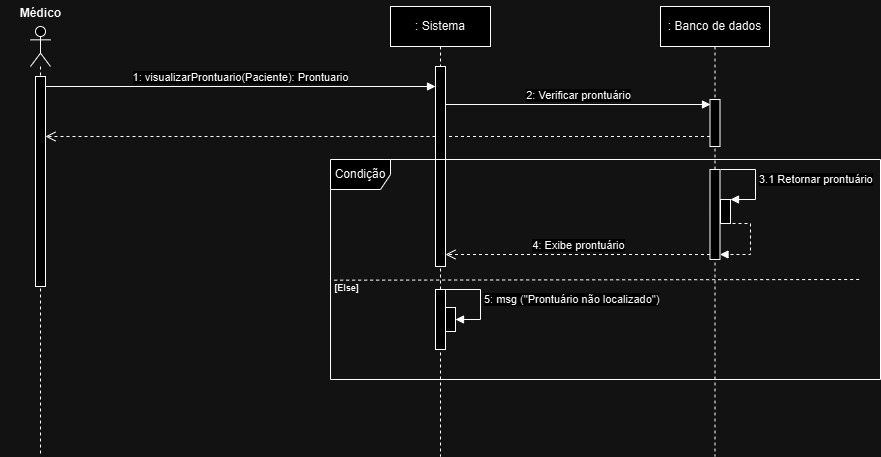 Médico
: Sistema
: Banco de dados
1: visualizarProntuario(Paciente): Prontuario
2: Verificar prontuário
Condição
3.1 Retornar prontuário
4: Exibe prontuário
[Else]
5: msg ("Prontuário não localizado")